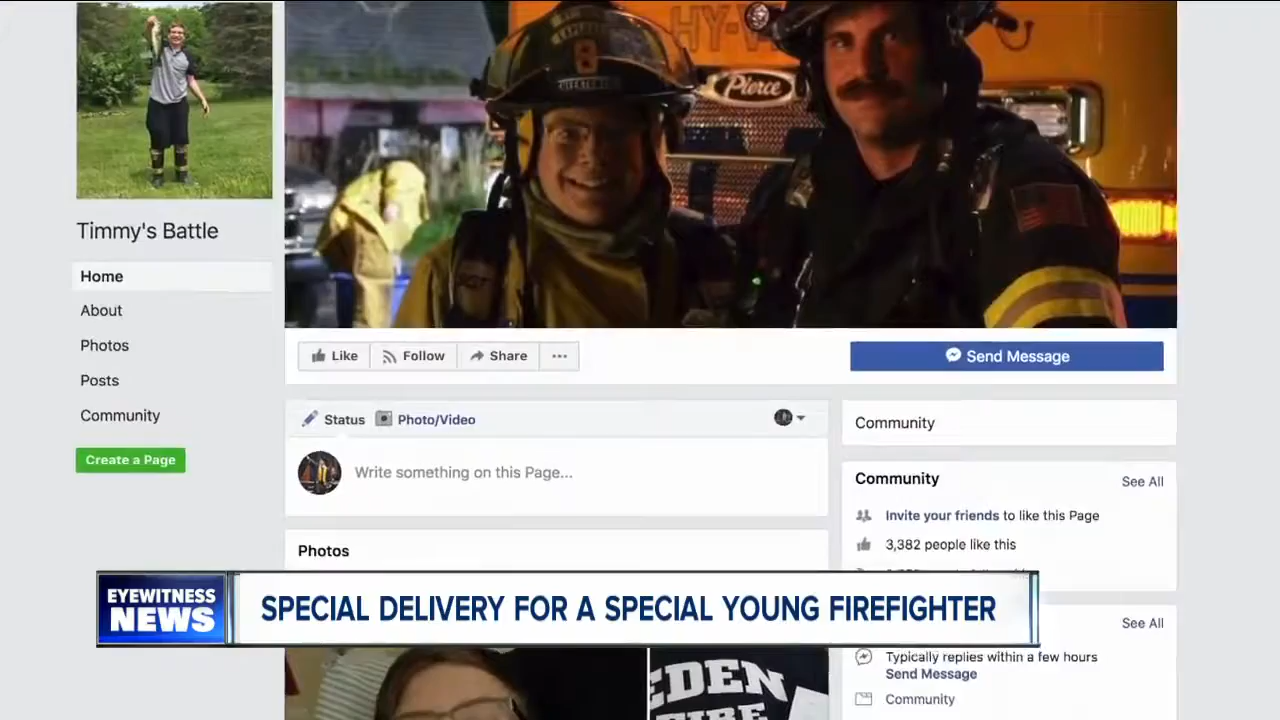 HY-V
Pierce
8
Timmy's Battle
Home
About
Photos
Posts
Community
Create a Page
Like
Follow
Share
Send Message
Status
Photo/Video
Write something on this Page...
Photos
Community
Community
See All
Invite your friends to like this Page
3,382 people like this
EYEWITNESS
NEWS
SPECIAL DELIVERY FOR A SPECIAL YOUNG FIREFIGHTER
See All
Typically replies within a few hours
Send Message
Community
EDEN
FIRE